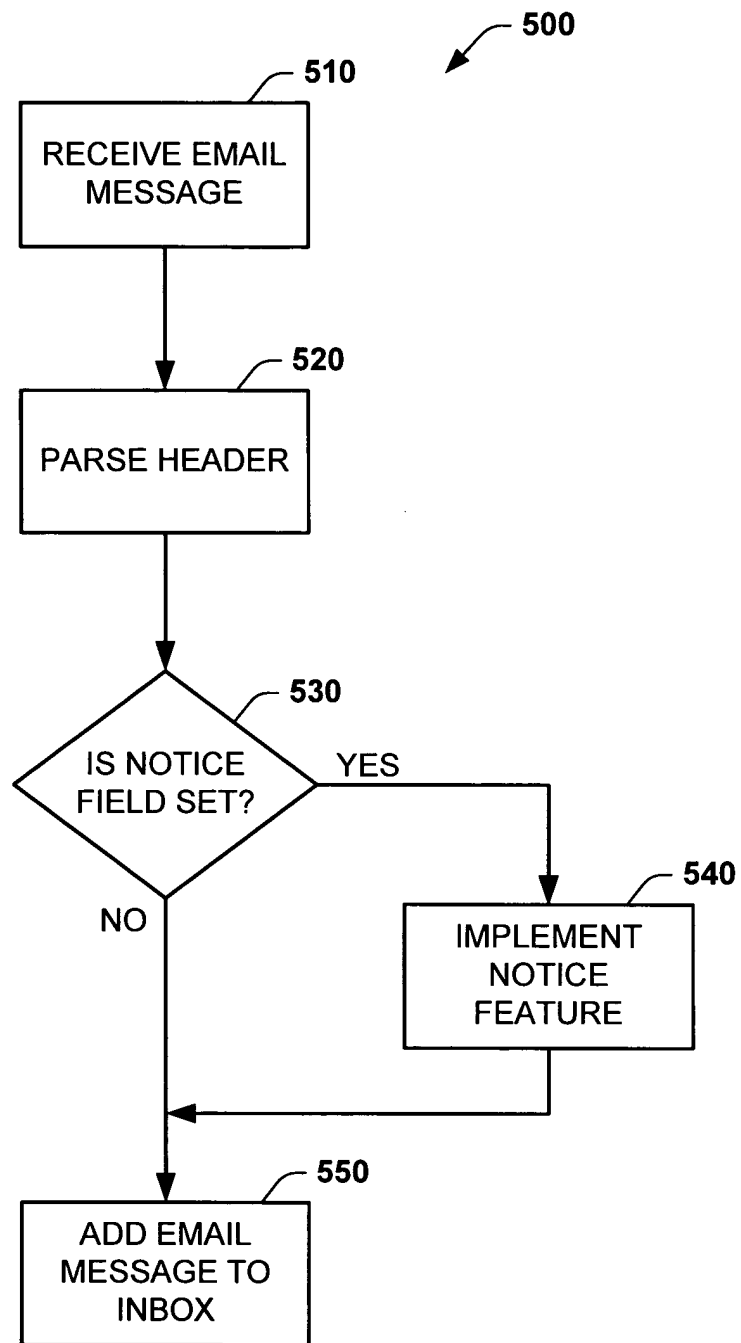 500
510
RECEIVE EMAIL
MESSAGE
520
PARSE HEADER
530
IS NOTICE
FIELD SET?
YES
NO
540
IMPLEMENT
NOTICE
FEATURE
550
ADD EMAIL
MESSAGE TO
INBOX